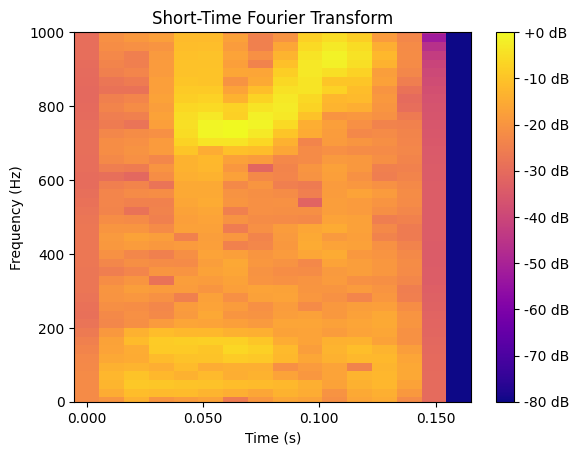 Short-Time Fourier Transform
1000
800
600
400
200
0
Frequency (Hz)
0.000
0.050
0.100
0.150
Time (s)
+0 dB
-10 dB
-20 dB
-30 dB
-40 dB
-50 dB
-60 dB
-70 dB
-80 dB